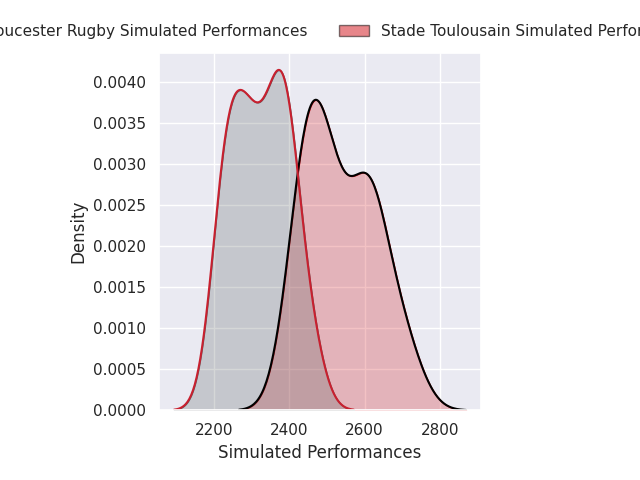 oucester Rugby Simulated Performances
Stade Toulousain Simulated Perfor
0.0040
0.0035
0.0030
0.0025
0.0020
0.0015
0.0010
0.0005
0.0000
Density
2200 2400 2600 2800
Simulated Performances